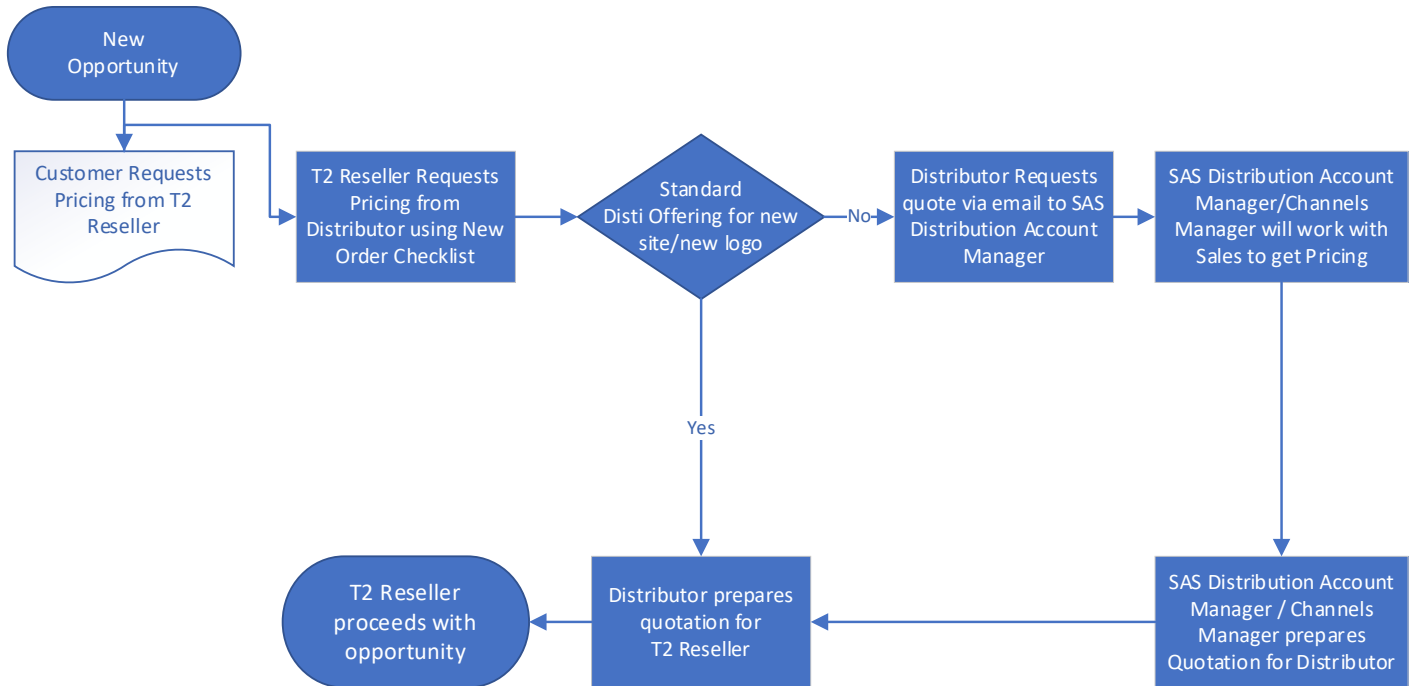 New
Opportunity
Customer Requests
Pricing from T2
Reseller
T2 Reseller Requests
Pricing from
Distributor using New
Order Checklist
Standard
Disti Offering for new
site/new logo
No
Distributor Requests
quote via email to SAS
Distribution Account
Manager
SAS Distribution Account
Manager/Channels
Manager will work with
Sales to get Pricing
Yes
T2 Reseller
proceeds with
opportunity
Distributor prepares
quotation for
T2 Reseller
SAS Distribution Account
Manager / Channels
Manager prepares
Quotation for Distributor